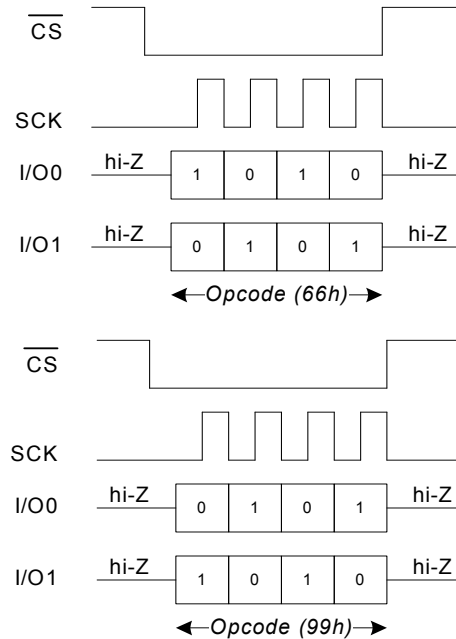 CS
SCK
hi-Z hi-Z
I/O0 1 0 1 0
hi-Z hi-Z
I/O1 0 1 0 1
Opcode (66h)
CS
SCK
hi-Z hi-Z
I/O0 0 1 0 1
hi-Z hi-Z
I/O1 1 0 1 0
Opcode (99h)